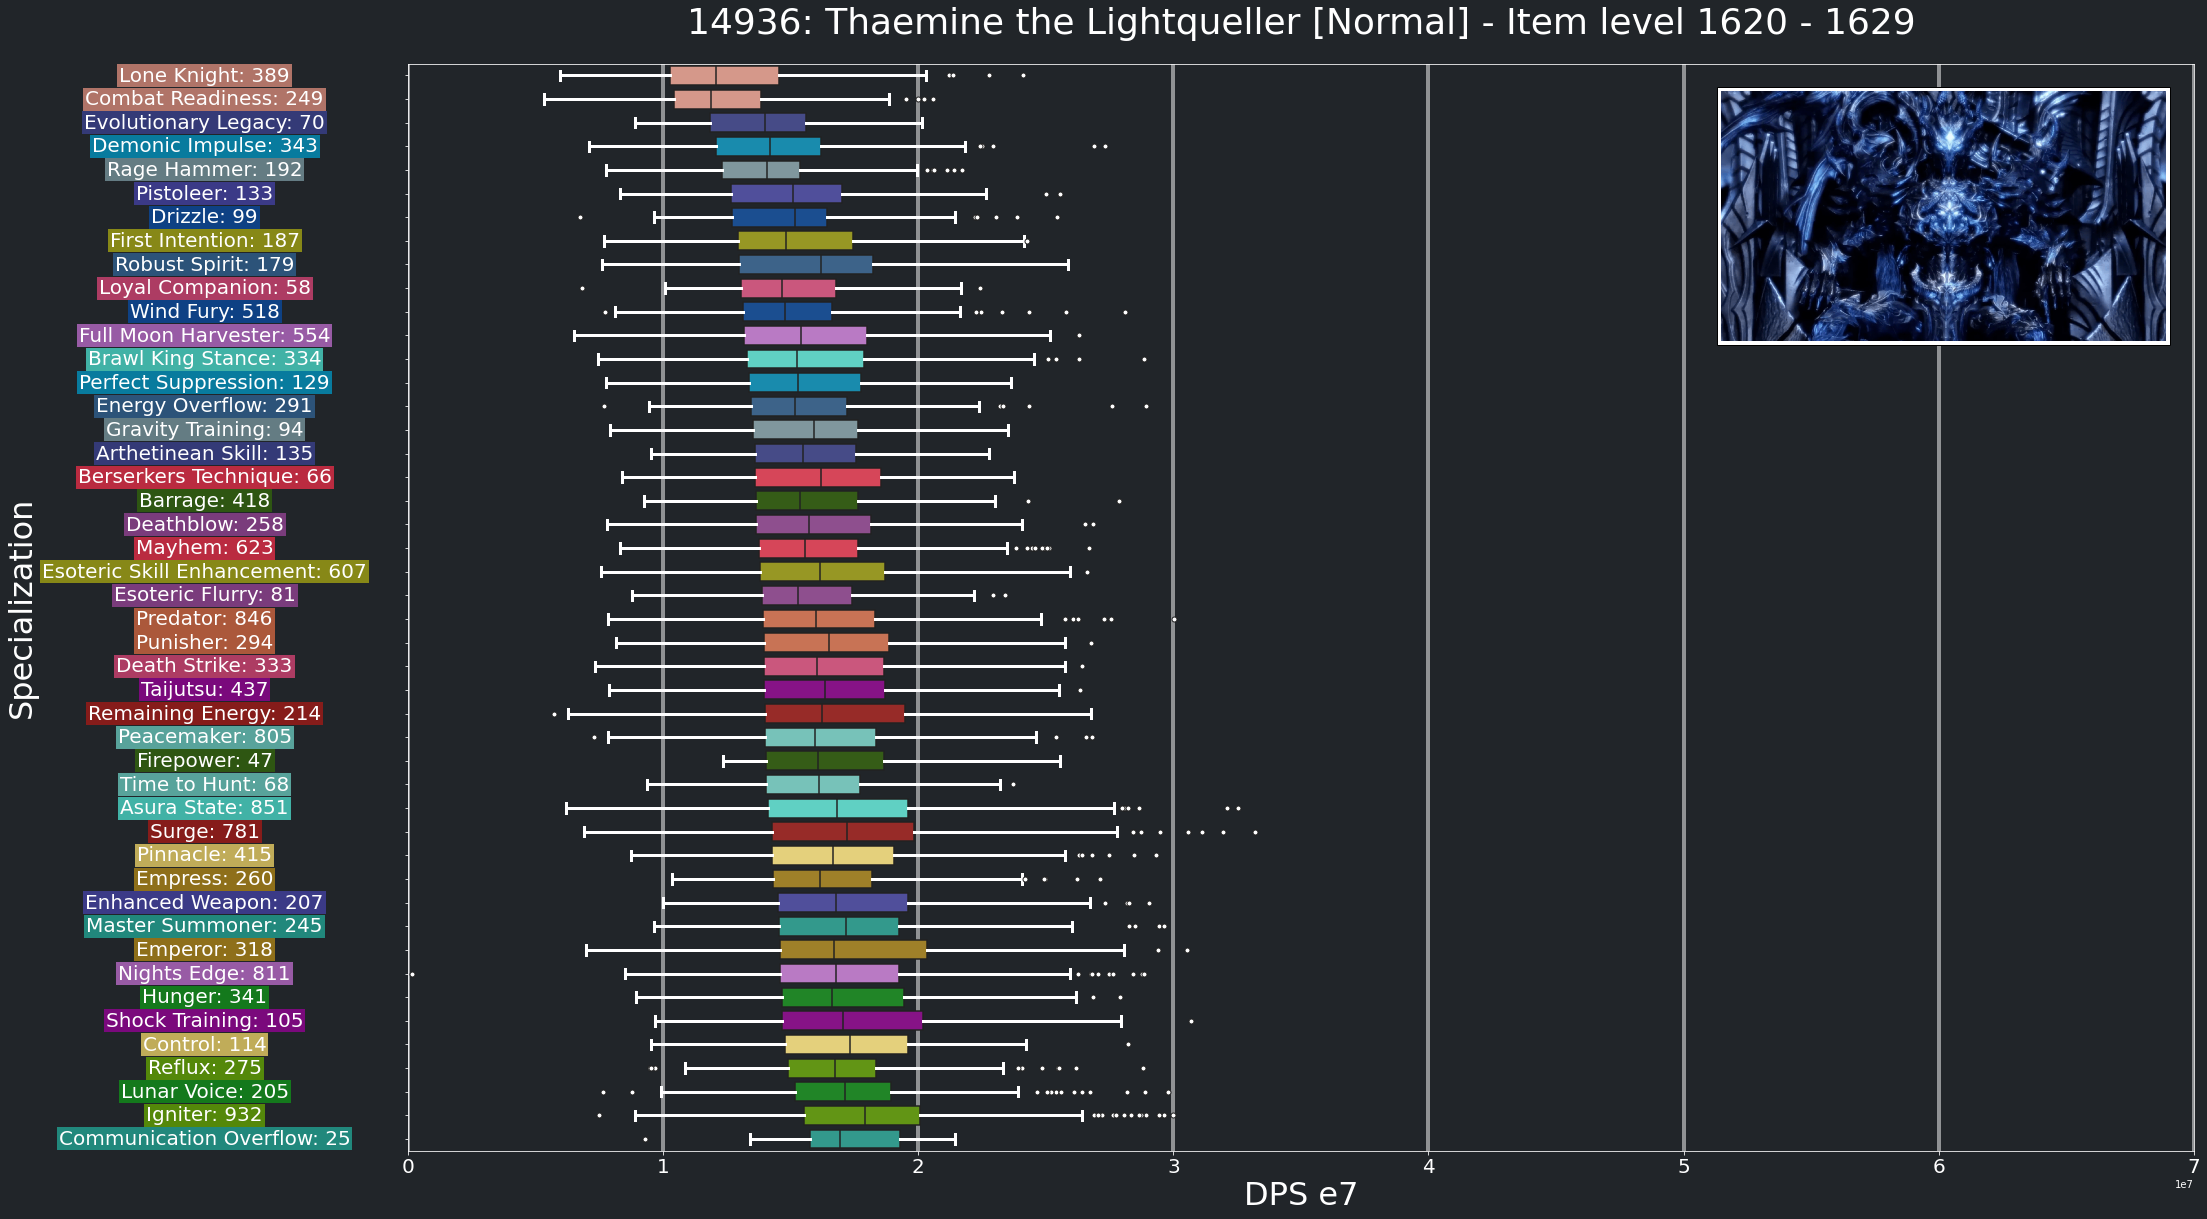 14936: Thaemine the Lightqueller [Normal] - Item level 1620 - 1629
Specialization
Lone Knight: 389
Combat Readiness: 249
Evolutionary Legacy: 70
Demonic Impulse: 343
Rage Hammer: 192
Pistoleer: 133
Drizzle: 99
First Intention: 187
Robust Spirit: 179
Loyal Companion: 58
Wind Fury: 518
Full Moon Harvester: 554
Brawl King Stance: 334
Perfect Suppression: 129
Energy Overflow: 291
Gravity Training: 94
Arthetinean Skill: 135
Berserkers Technique: 66
Barrage: 418
Deathblow: 258
Mayhem: 623
Esoteric Skill Enhancement: 607
Esoteric Flurry: 81
Predator: 846
Punisher: 294
Death Strike: 333
Taijutsu: 437
Remaining Energy: 214
Peacemaker: 805
Firepower: 47
Time to Hunt: 68
Asura State: 851
Surge: 781
Pinnacle: 415
Empress: 260
Enhanced Weapon: 207
Master Summoner: 245
Emperor: 318
Nights Edge: 811
Hunger: 341
Shock Training: 105
Control: 114
Reflux: 275
Lunar Voice: 205
Igniter: 932
Communication Overflow: 25
0 1 2 3 4 5 6 7
1e7
DPS e7